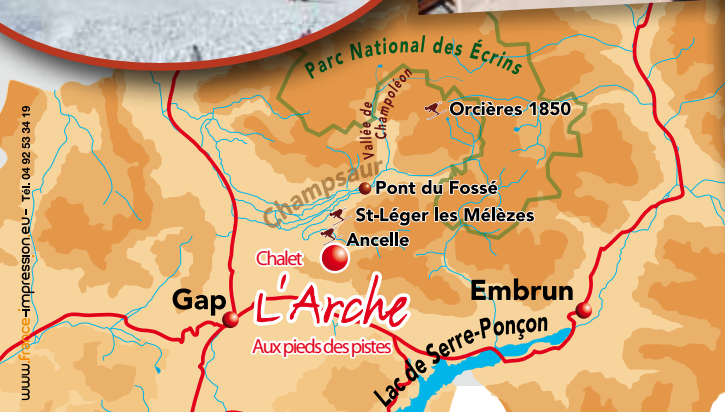 Parc National des Écrins
Vallée de
Champoléon
Orcières 1850
Champsaur
Pont du Fossé
St-Léger les Mélèzes
Ancelle
Chalet
L'Arche
Aux pieds des pistes
Gap
Embrun
Lac de Serre-Ponçon
www.france-impression.eu - Tél. 04 92 53 34 19